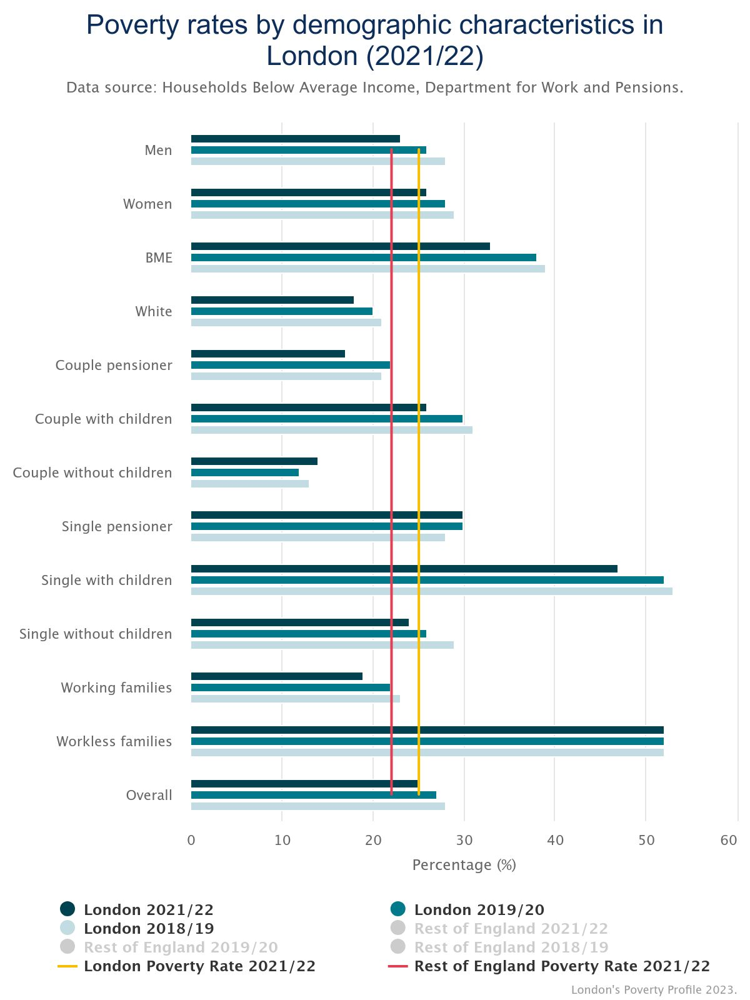 Poverty rates by demographic characteristics in
London (2021/22)
Data source: Households Below Average Income, Department for Work and Pensions.
Men
Women
BME
White
Couple pensioner
Couple with children
Couple without children
Single pensioner
Single with children
Single without children
Working families
Workless families
Overall
0 10 20 30 40 50 60
Percentage (%)
London 2021/22
London 2019/20
London 2018/19
Rest of England 2021/22
Rest of England 2019/20
Rest of England 2018/19
London Poverty Rate 2021/22
Rest of England Poverty Rate 2021/22
London's Poverty Profile 2023.